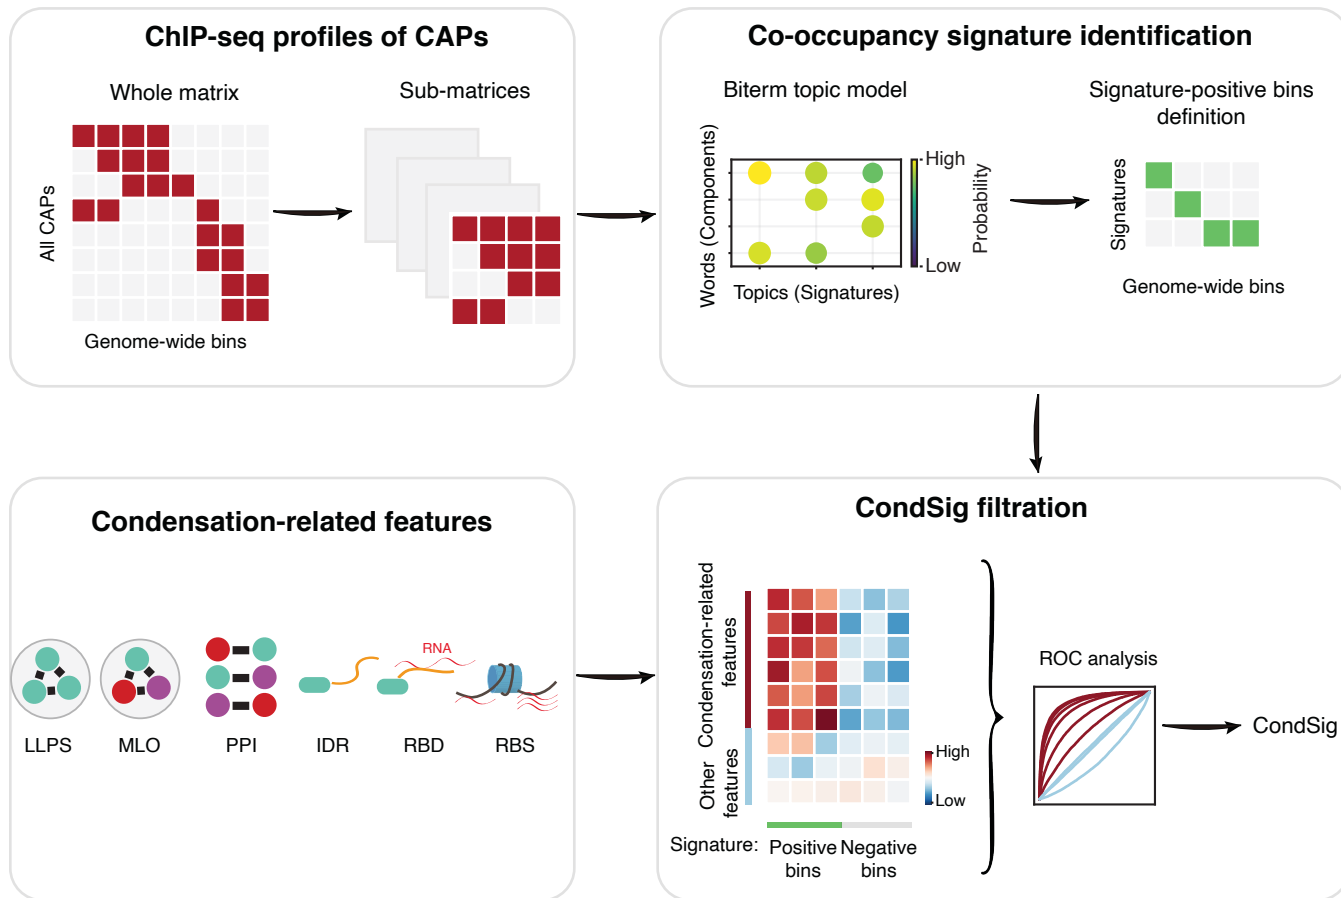 ChIP-seq profiles of CAPs
Whole matrix
Sub-matrices
All CAPs
Genome-wide bins
Co-occupancy signature identification
Biterm topic model
Signature-positive bins
definition
Words (Components)
High
Low
Probability
Topics (Signatures)
Signatures
Genome-wide bins
Condensation-related features
RNA
LLPS
MLO
PPI
IDR
RBD
RBS
CondSig filtration
Condensation-related
features
Other
features
High
Low
Signature:
Positive
bins
Negative
bins
ROC analysis
CondSig